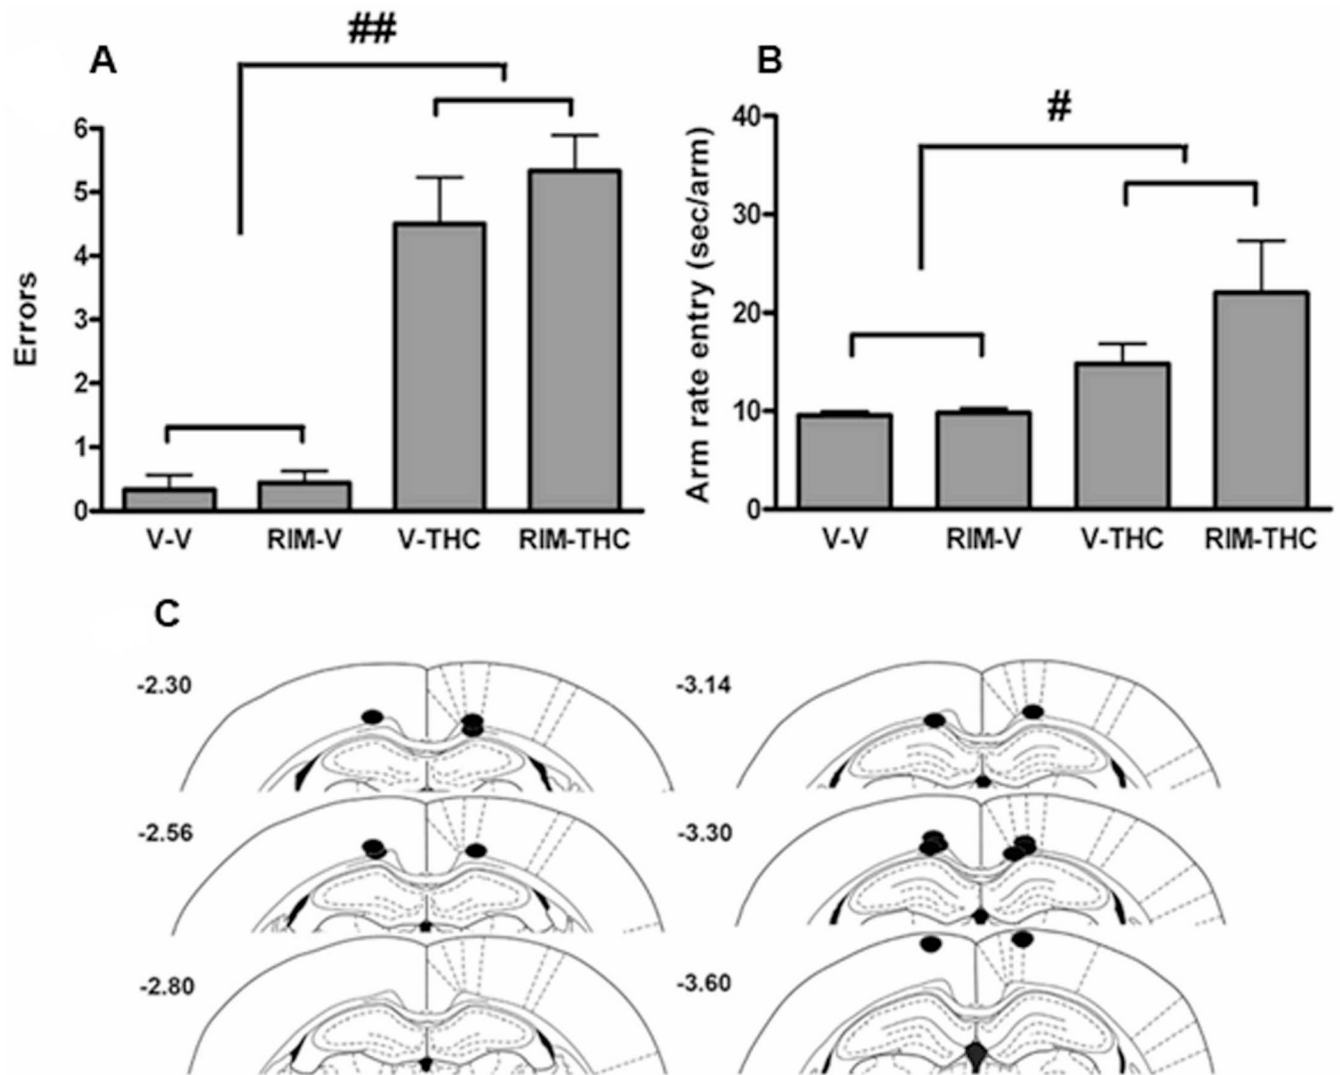 A
##
Errors
6
5
4
3
2
1
0
V-V RIM-V V-THC RIM-THC
B
#
Arm rate entry (sec/arm)
40
30
20
10
0
V-V RIM-V V-THC RIM-THC
C
-2.30
-3.14
-2.56
-3.30
-2.80
-3.60